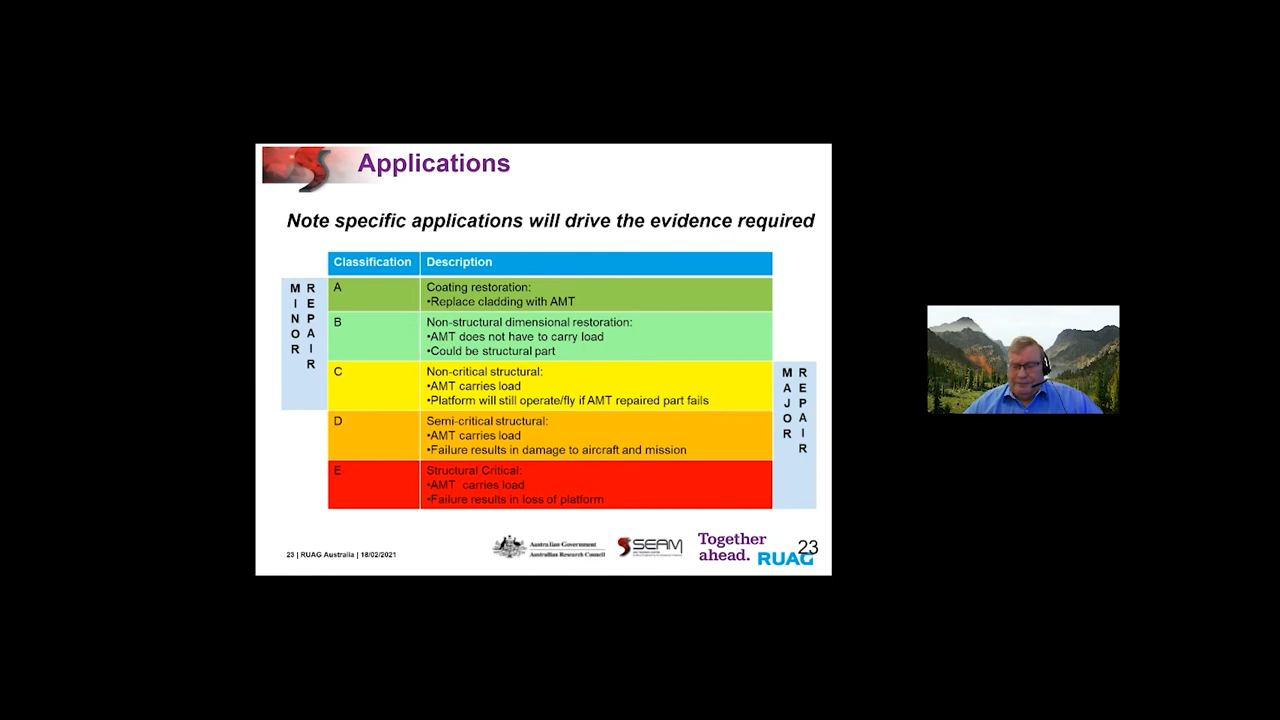 Applications
Note specific applications will drive the evidence required
Classification Description
MINOR REPAIR
A Coating restoration:
•Replace cladding with AMT
B Non-structural dimensional restoration:
•AMT does not have to carry load
•Could be structural part
C Non-critical structural:
•AMT carries load
•Platform will still operate/fly if AMT repaired part fails
MAJOR REPAIR
D Semi-critical structural:
•AMT carries load
•Failure results in damage to aircraft and mission
E Structural Critical:
•AMT carries load
•Failure results in loss of platform
23 | RUAG Australia | 18/02/2021
Australian Government
Australian Research Council
SEAM
Together
ahead. RUAG
23